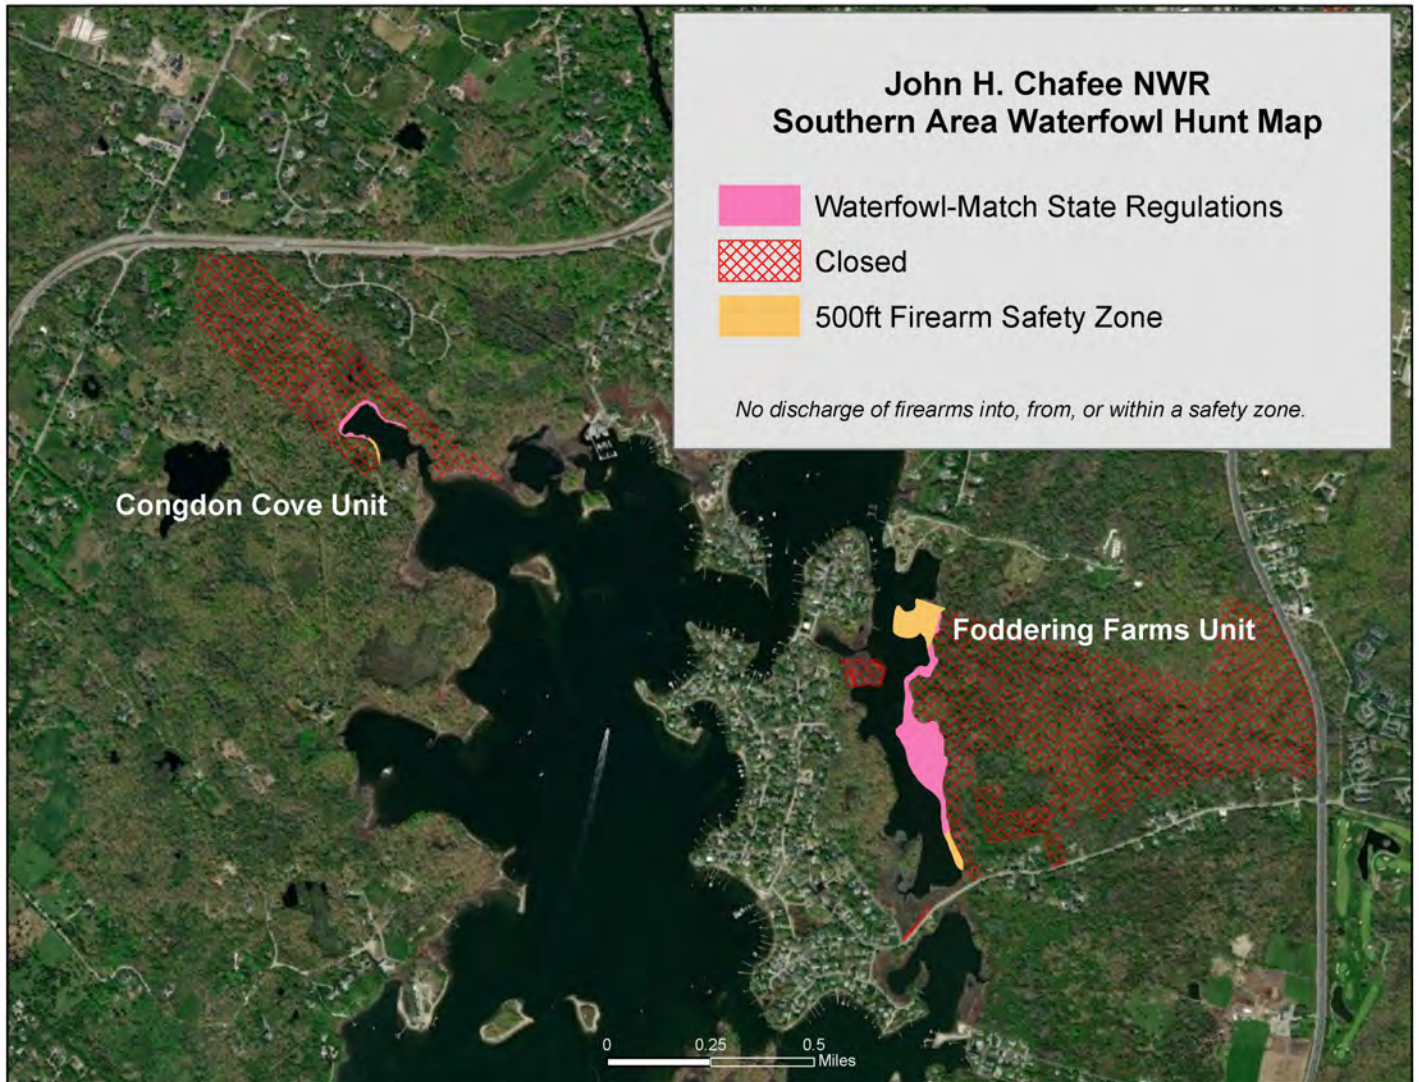 John H. Chafee NWR
Southern Area Waterfowl Hunt Map
Waterfowl-Match State Regulations
Closed
500ft Firearm Safety Zone
No discharge of firearms into, from, or within a safety zone.
Congdon Cove Unit
Foddering Farms Unit
0 0.25 0.5
Miles